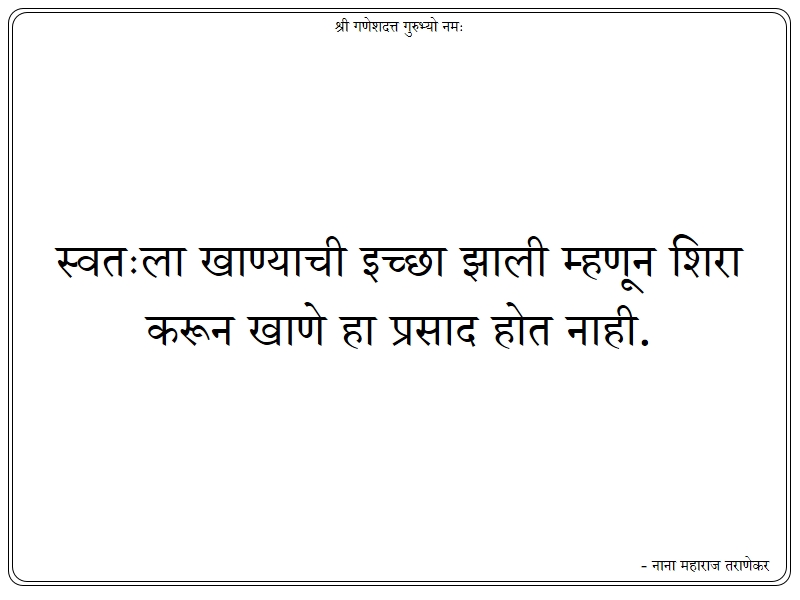 श्री गणेशदत्त गुरुभ्यो नमः
स्वतःला खाण्याची इच्छा झाली म्हणून शिरा
करून खाणे हा प्रसाद होत नाही.
- नाना महाराज तराणेकर